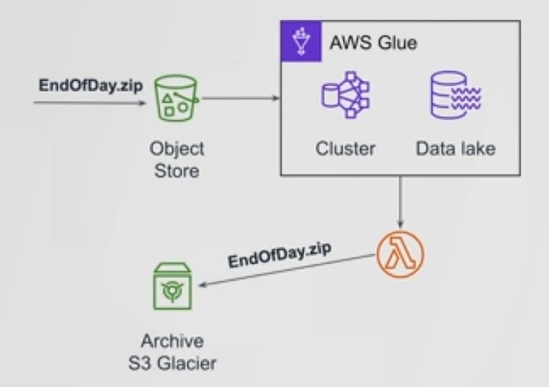 EndOfDay.zip
Object
Store
AWS Glue
Cluster
Data lake
EndOfDay.zip
Archive
S3 Glacier